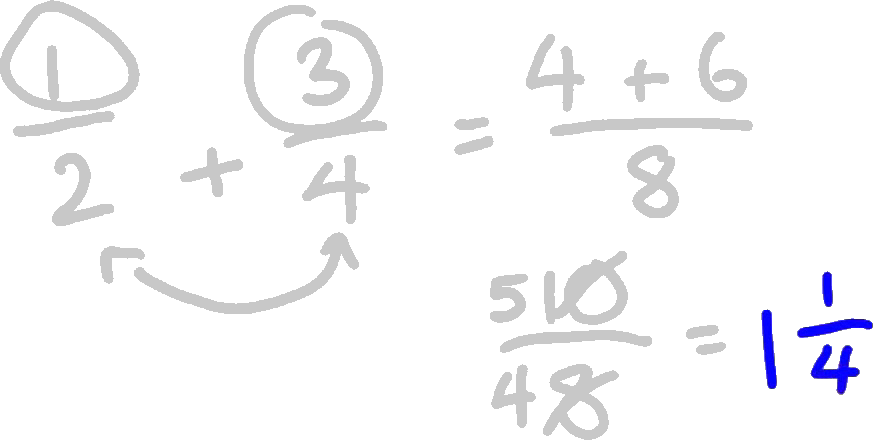 1/2 + 3/4 = (4 + 6)/8
5 10/4 8 = 1 1/4